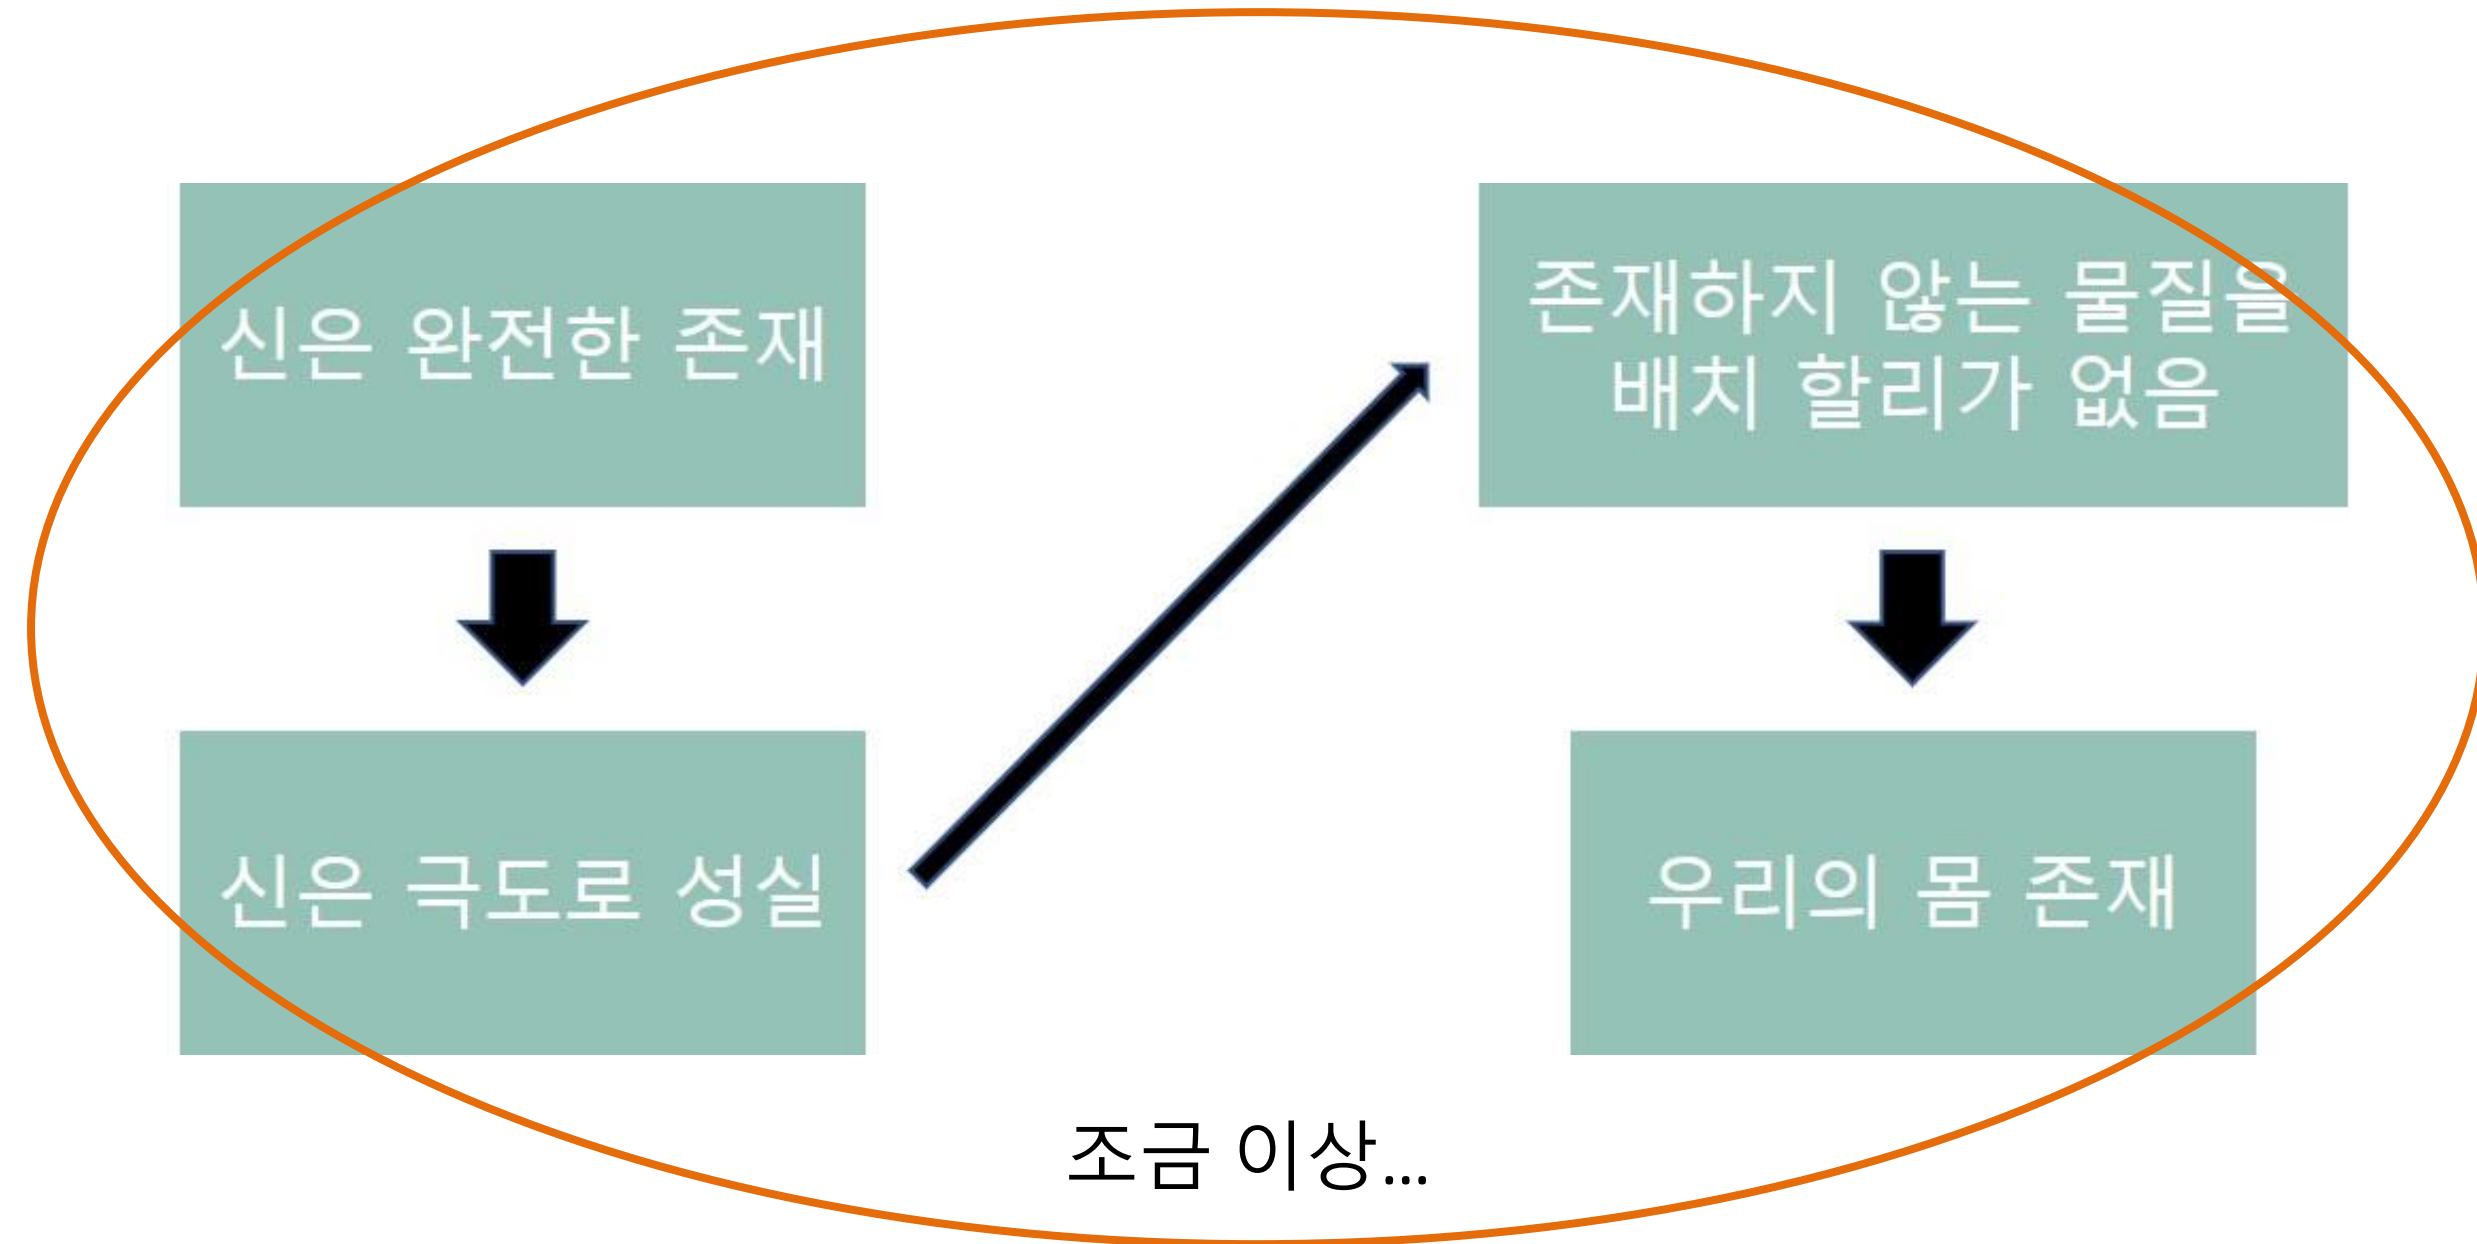 신은 완전한 존재
신은 극도로 성실
존재하지 않는 물질을
배치 할리가 없음
우리의 몸 존재
조금 이상...